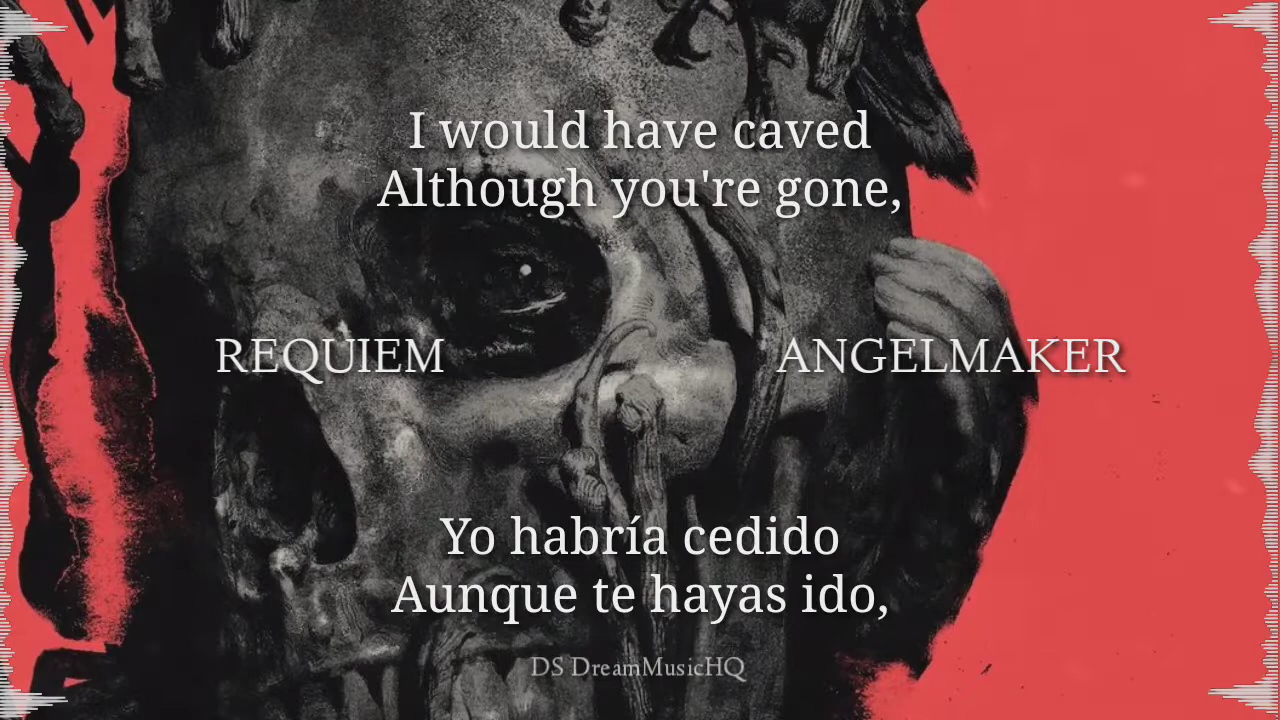 I would have caved
Although you're gone,
REQUIEM ANGELMAKER
Yo habría cedido
Aunque te hayas ido,
DS DreamMusicHQ